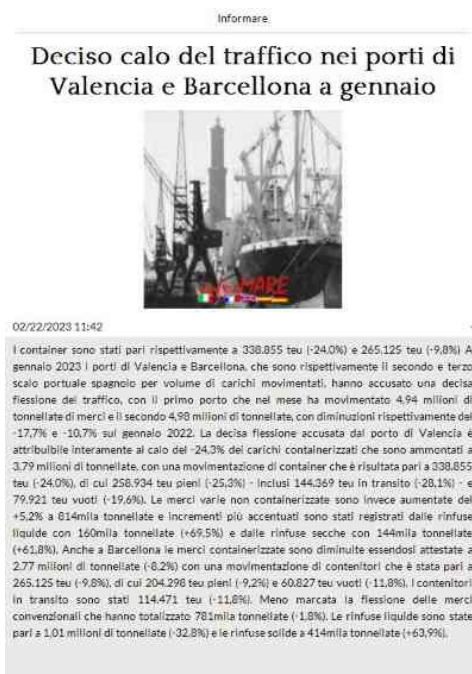 Informare
Deciso calo del traffico nei porti di
Valencia e Barcellona a gennaio
MARE
02/22/2023 11:42
I container sono stati pari rispettivamente a 338.855 teu (-24,0%) e 265.125 teu (-9,8%) A
gennaio 2023 i porti di Valencia e Barcellona, che sono rispettivamente il secondo e terzo
scalo portuale spagnolo per volume di carichi movimentati, hanno accusato una decisa
flessione del traffico, con il primo porto che nel mese ha movimentato 4,94 milioni di
tonnellate di merci e il secondo 4,98 milioni di tonnellate, con diminuzioni rispettivamente del
-17,7% e -10,7% sul gennaio 2022. La decisa flessione accusata dal porto di Valencia è
attribuibile interamente al calo del -24,3% dei carichi containerizzati che sono ammontati a
3,79 milioni di tonnellate, con una movimentazione di container che è risultata pari a 338.855
teu (-24,0%), di cui 258.934 teu pieni (-25,3%) - inclusi 144.369 teu in transito (-28,1%) - e
79.921 teu vuoti (-19,6%). Le merci varie non containerizzate sono invece aumentate del
+5,2% a 814mila tonnellate e incrementi più accentuati sono stati registrati dalle rinfuse
liquide con 160mila tonnellate (+69,5%) e dalle rinfuse secche con 144mila tonnellate
(+61,8%). Anche a Barcellona le merci containerizzate sono diminuite essendosi attestate a
2,77 milioni di tonnellate (-8,2%) con una movimentazione di contenitori che è stata pari a
265.125 teu (-9,8%), di cui 204.298 teu pieni (-9,2%) e 60.827 teu vuoti (-11,8%). I contenitori
in transito sono stati 114.471 teu (-11,8%). Meno marcata la flessione delle merci
convenzionali che hanno totalizzato 781mila tonnellate (-1,8%). Le rinfuse liquide sono state
pari a 1,01 milioni di tonnellate (-32,8%) e le rinfuse solide a 414mila tonnellate (+63,9%).